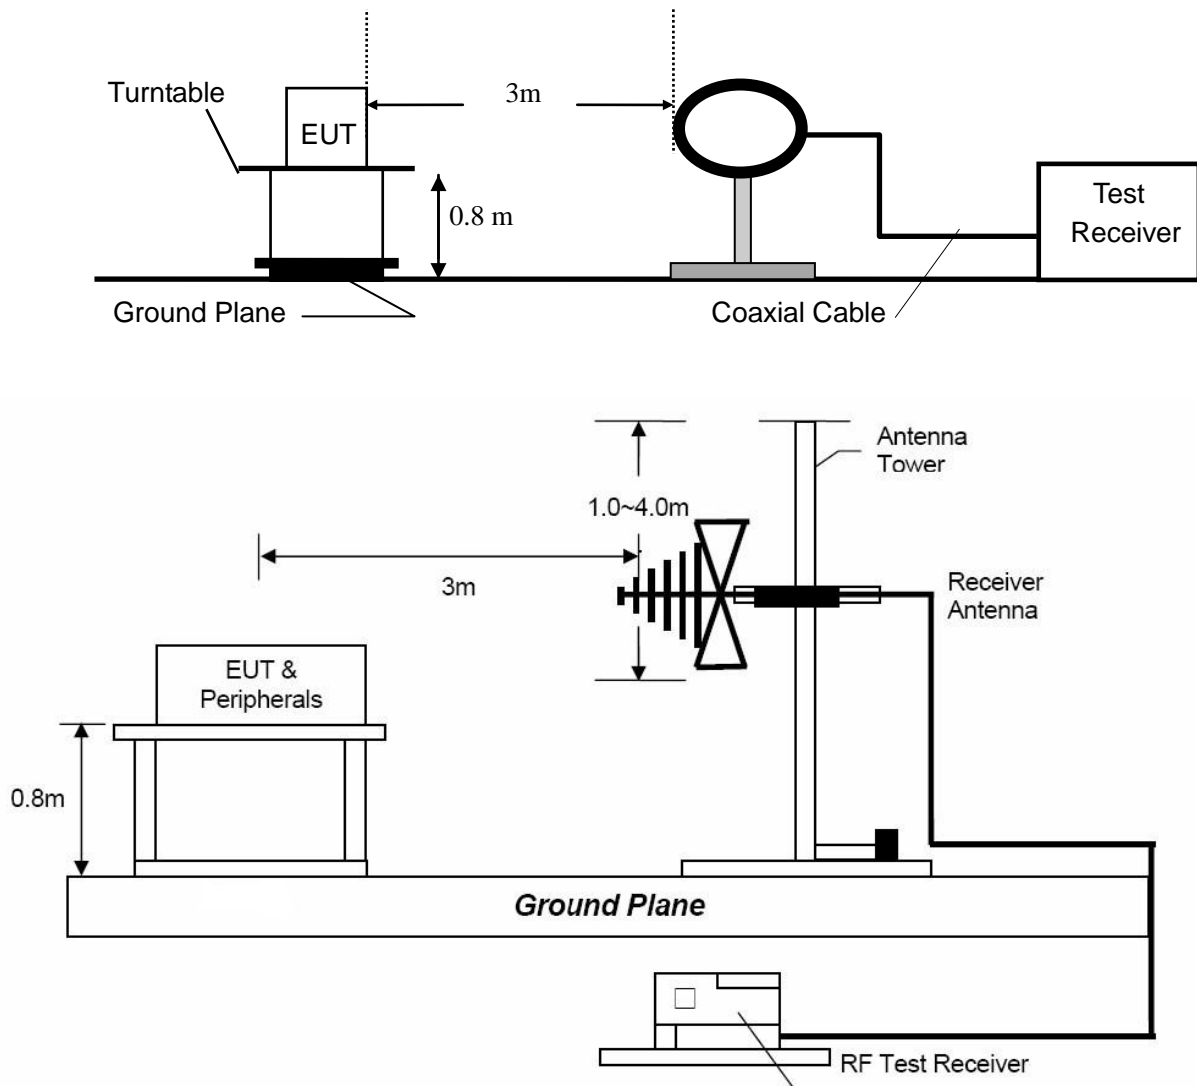 Turntable
3m
EUT
0.8 m
Test
Receiver
Ground Plane
Coaxial Cable
Antenna
Tower
1.0~4.0m
3m
Receiver
Antenna
EUT &
Peripherals
0.8m
Ground Plane
RF Test Receiver